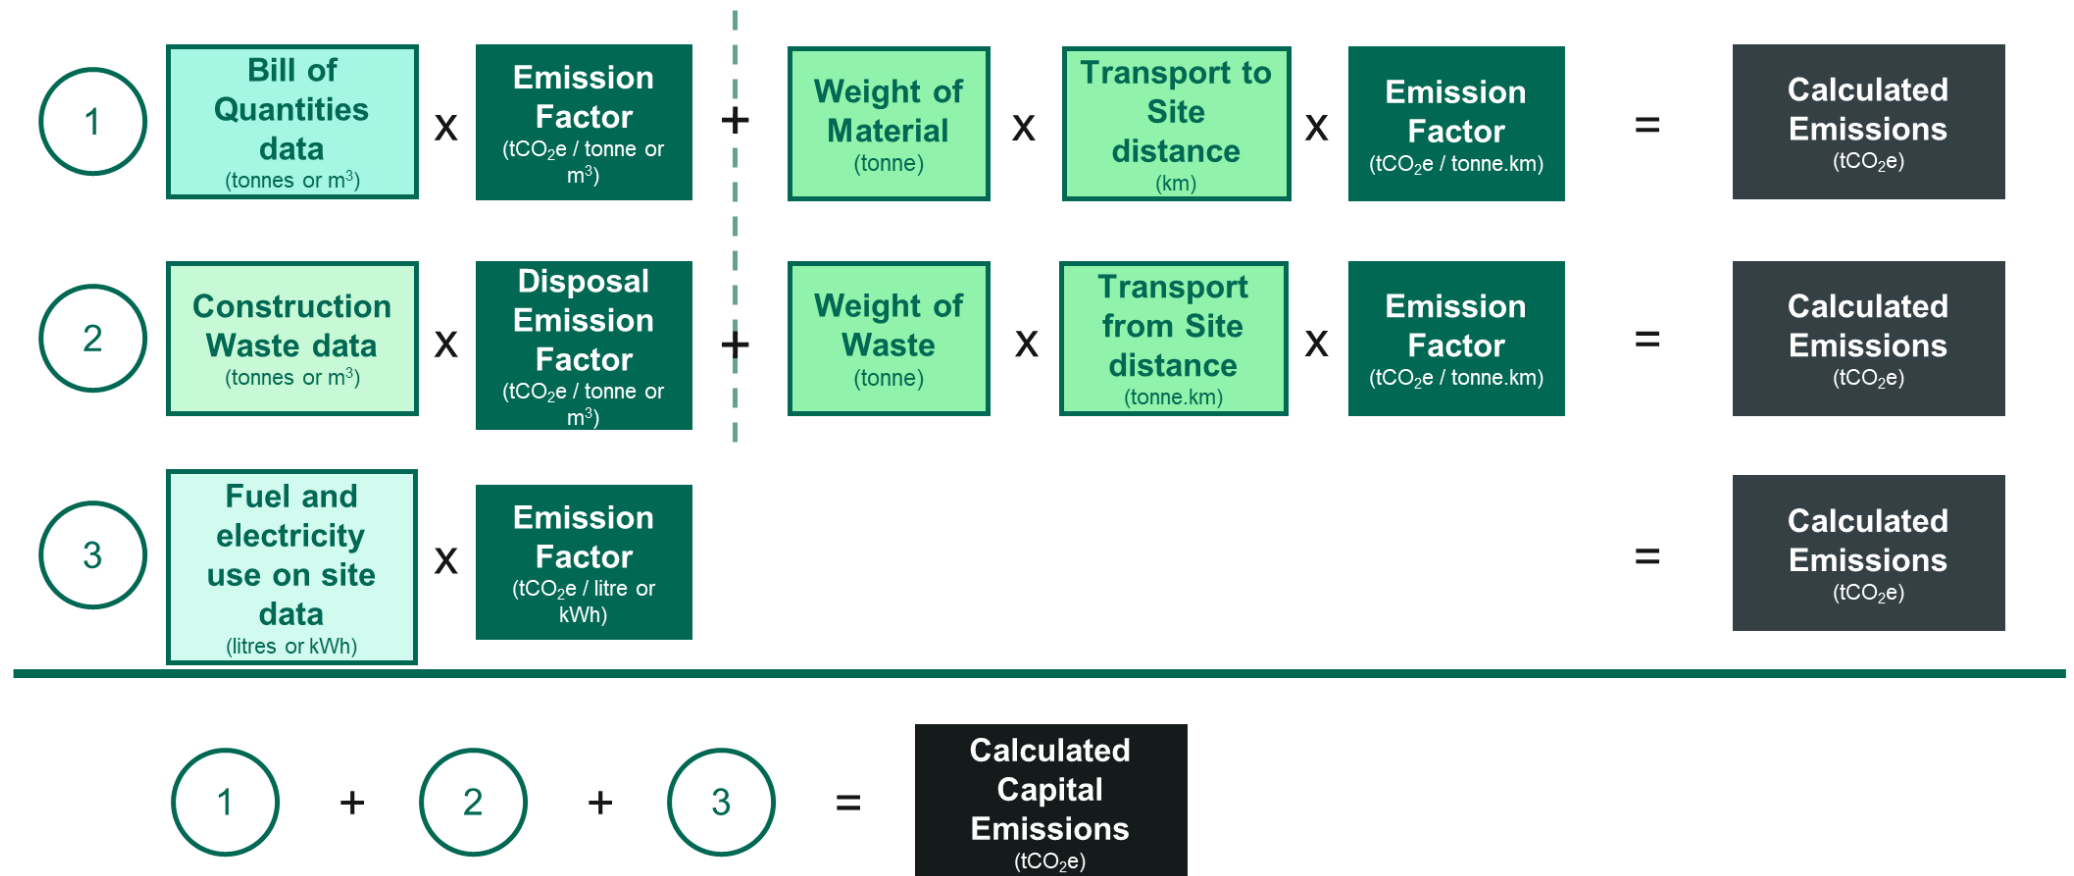 1
Bill of
Quantities
data
(tonnes or m³)
x
Emission
Factor
(tCO₂e / tonne or
m³)
+
Weight of
Material
(tonne)
x
Transport to
Site
distance
(km)
x
Emission
Factor
(tCO₂e / tonne.km)
=
Calculated
Emissions
(tCO₂e)
2
Construction
Waste data
(tonnes or m³)
x
Disposal
Emission
Factor
(tCO₂e / tonne or
m³)
+
Weight of
Waste
(tonne)
x
Transport
from Site
distance
(tonne.km)
x
Emission
Factor
(tCO₂e / tonne.km)
=
Calculated
Emissions
(tCO₂e)
3
Fuel and
electricity
use on site
data
(litres or kWh)
x
Emission
Factor
(tCO₂e / litre or
kWh)
=
Calculated
Emissions
(tCO₂e)
1 + 2 + 3 =
Calculated
Capital
Emissions
(tCO₂e)